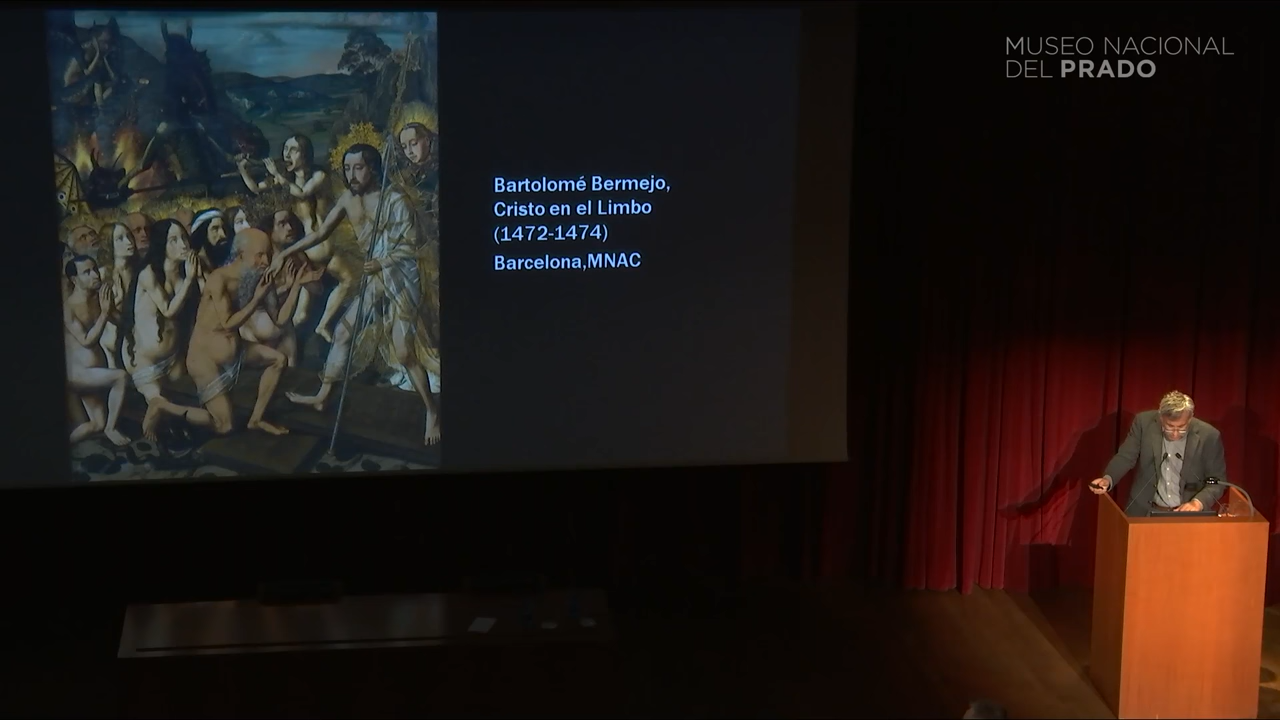 MUSEO NACIONAL
DEL PRADO
Bartolomé Bermejo,
Cristo en el Limbo
(1472-1474)
Barcelona,MNAC